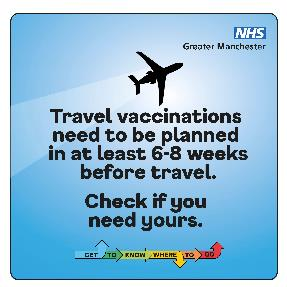 NHS
Greater Manchester
Travel vaccinations
need to be planned
in at least 6-8 weeks
before travel.
Check if you
need yours.
GET TO KNOW WHERE TO GO